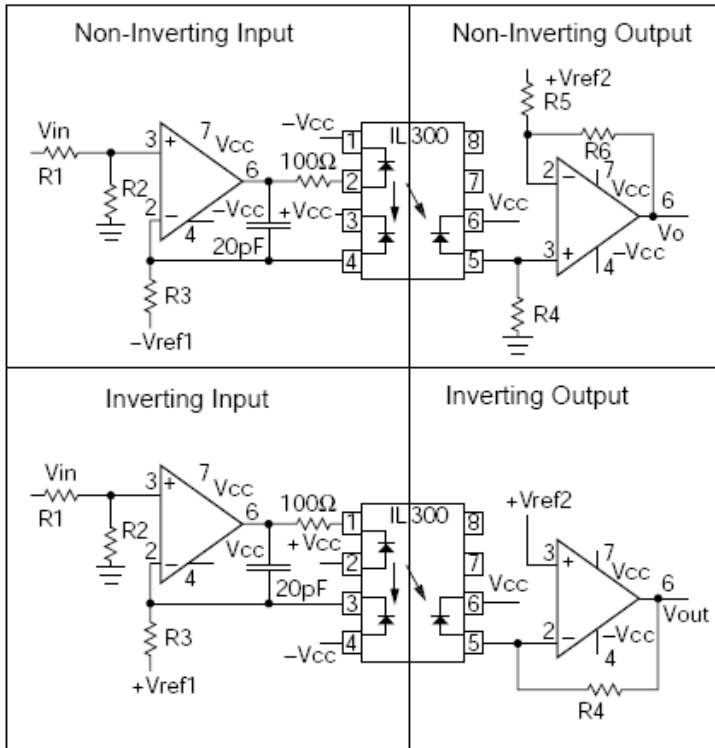 Non-Inverting Input
Non-Inverting Output
Vin
R1
R2
3
+
7
Vcc
6
100Ω
2
−
-Vcc
4
20pF
R3
-Vref1
-Vcc
+Vcc
IL300
1
2
3
4
8
7
6
5
Vcc
+Vref2
R5
R6
2
−
7
Vcc
6
Vo
3
+
-Vcc
4
R4
Inverting Input
Inverting Output
Vin
R1
R2
3
+
7
Vcc
6
100Ω
2
−
Vcc
4
20pF
R3
+Vref1
+Vcc
-Vcc
IL300
1
2
3
4
8
7
6
5
Vcc
+Vref2
3
+
7
Vcc
6
Vout
2
−
-Vcc
4
R4